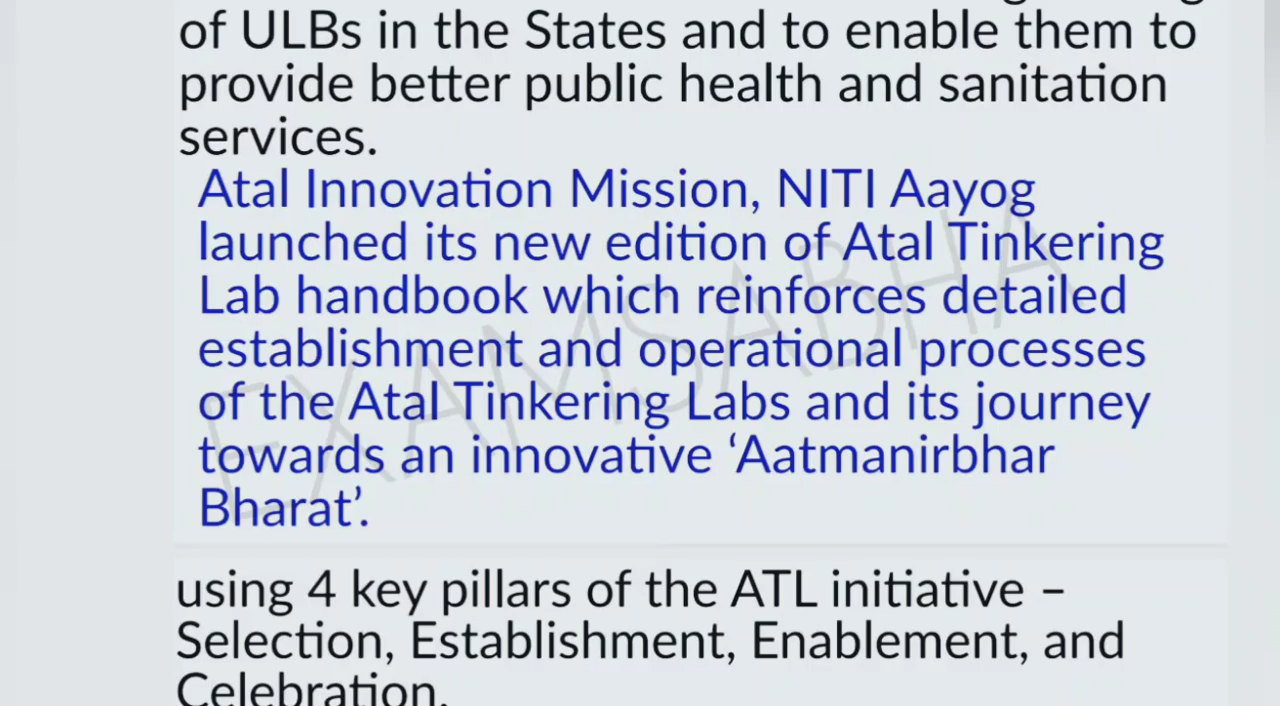 of ULBs in the States and to enable them to
provide better public health and sanitation
services.
Atal Innovation Mission, NITI Aayog
launched its new edition of Atal Tinkering
Lab handbook which reinforces detailed
establishment and operational processes
of the Atal Tinkering Labs and its journey
towards an innovative ‘Aatmanirbhar
Bharat’.
EXAMSABHA
using 4 key pillars of the ATL initiative –
Selection, Establishment, Enablement, and
Celebration.